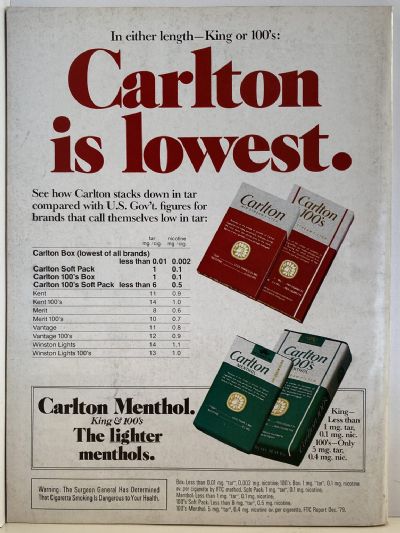 In either length—King or 100's:
Carlton
is lowest.
See how Carlton stacks down in tar
compared with U.S. Gov't. figures for
brands that call themselves low in tar:
tar nicotine
mg/cig. mg/cig.
Carlton Box (lowest of all brands)
less than 0.01 0.002
Carlton Soft Pack 1 0.1
Carlton 100's Box 1 0.1
Carlton 100's Soft Pack less than 6 0.5
Kent 11 0.9
Kent 100's 14 1.0
Merit 8 0.6
Merit 100's 10 0.7
Vantage 11 0.8
Vantage 100's 12 0.9
Winston Lights 14 1.1
Winston Lights 100's 13 1.0
Carlton
Carlton
100's
Carlton
MENTHOL
Carlton
100's
MENTHOL
Carlton Menthol.
King & 100's
The lighter
menthols.
King—
Less than
1 mg. tar,
0.1 mg. nic.
100's—Only
5 mg. tar,
0.4 mg. nic.
Warning: The Surgeon General Has Determined
That Cigarette Smoking Is Dangerous to Your Health.
Box: Less than 0.01 mg. "tar", 0.002 mg. nicotine; 100's Box: 1 mg. "tar", 0.1 mg. nicotine
av. per cigarette by FTC method. Soft Pack: 1 mg. "tar", 0.1 mg. nicotine;
Menthol: Less than 1 mg. "tar", 0.1 mg. nicotine;
100's Soft Pack: Less than 6 mg. "tar", 0.5 mg. nicotine;
100's Menthol: 5 mg. "tar", 0.4 mg. nicotine av. per cigarette, FTC Report Dec. '79.